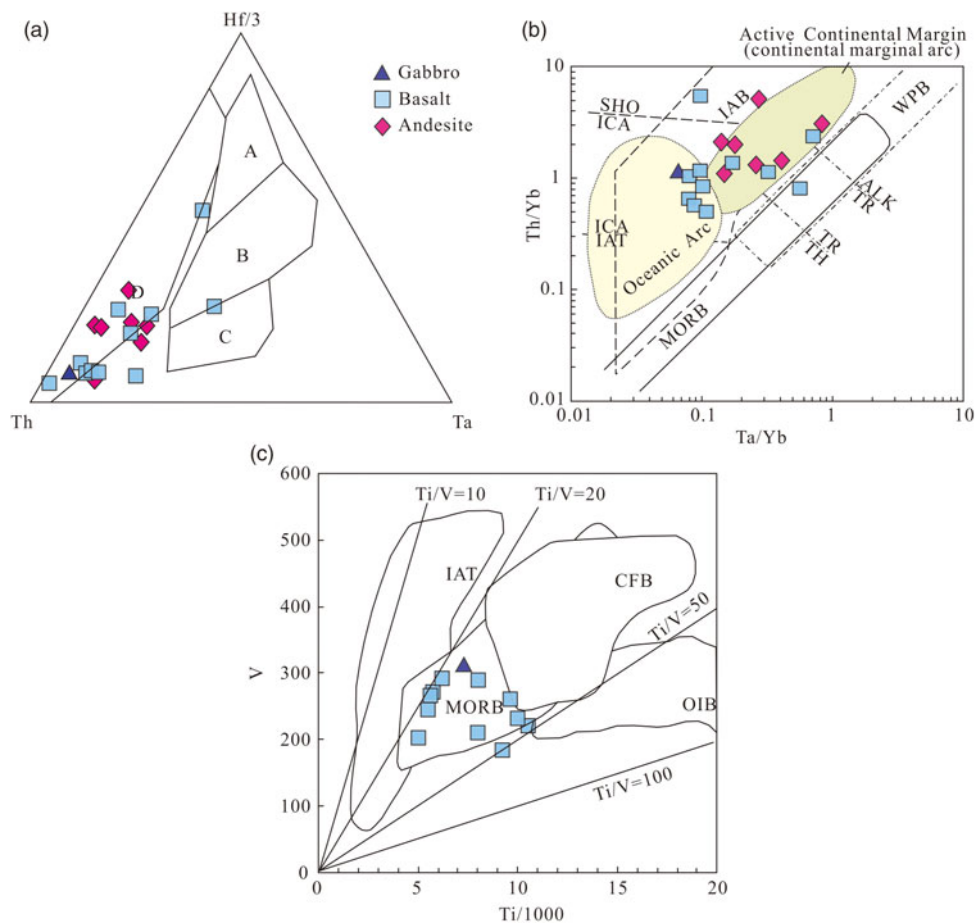 (a)
Hf/3
Gabbro
Basalt
Andesite
A
B
C
D
Th
Ta
(b)
Active Continental Margin
(continental marginal arc)
10
1
0.1
0.01
Th/Yb
SHO
ICA
IAB
WPB
ICA
IAT
Oceanic Arc
ALK
TR
TR
TH
MORB
0.01
0.1
1
10
Ta/Yb
(c)
600
500
400
300
200
100
0
V
Ti/V=10
Ti/V=20
IAT
CFB
Ti/V=50
MORB
OIB
Ti/V=100
0
5
10
15
20
Ti/1000